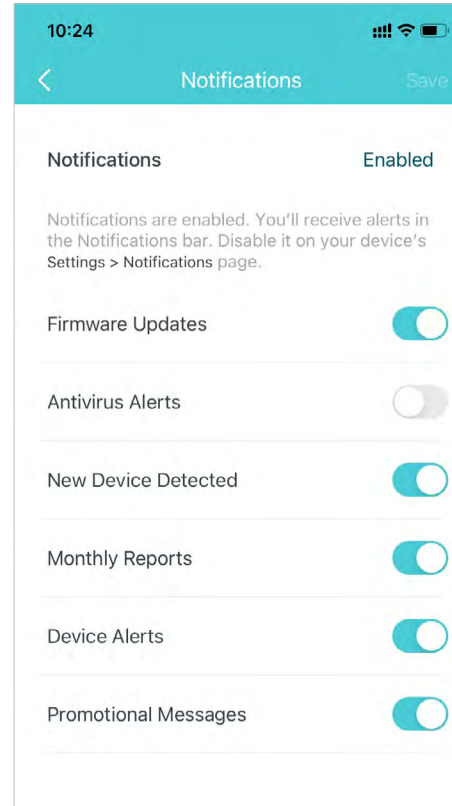 10:24
Notifications Save
Notifications Enabled
Notifications are enabled. You'll receive alerts in
the Notifications bar. Disable it on your device's
Settings > Notifications page.
Firmware Updates
Antivirus Alerts
New Device Detected
Monthly Reports
Device Alerts
Promotional Messages